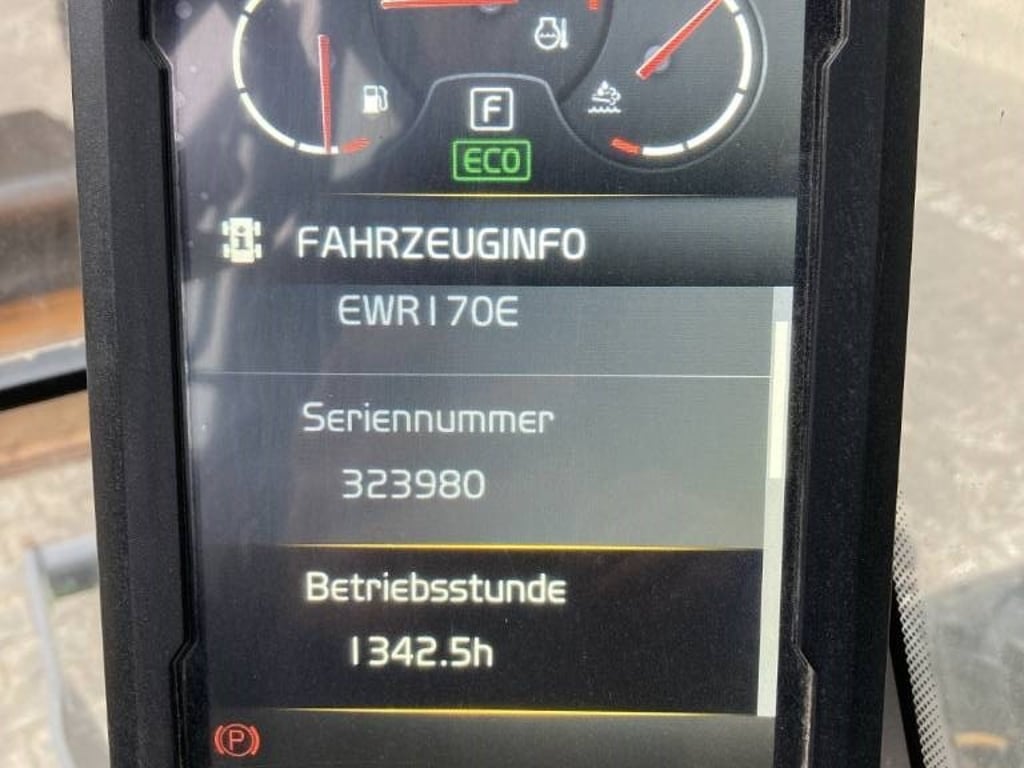 F
ECO
FAHRZEUGINFO
EWR170E
Seriennummer
323980
Betriebsstunde
1342.5h
P